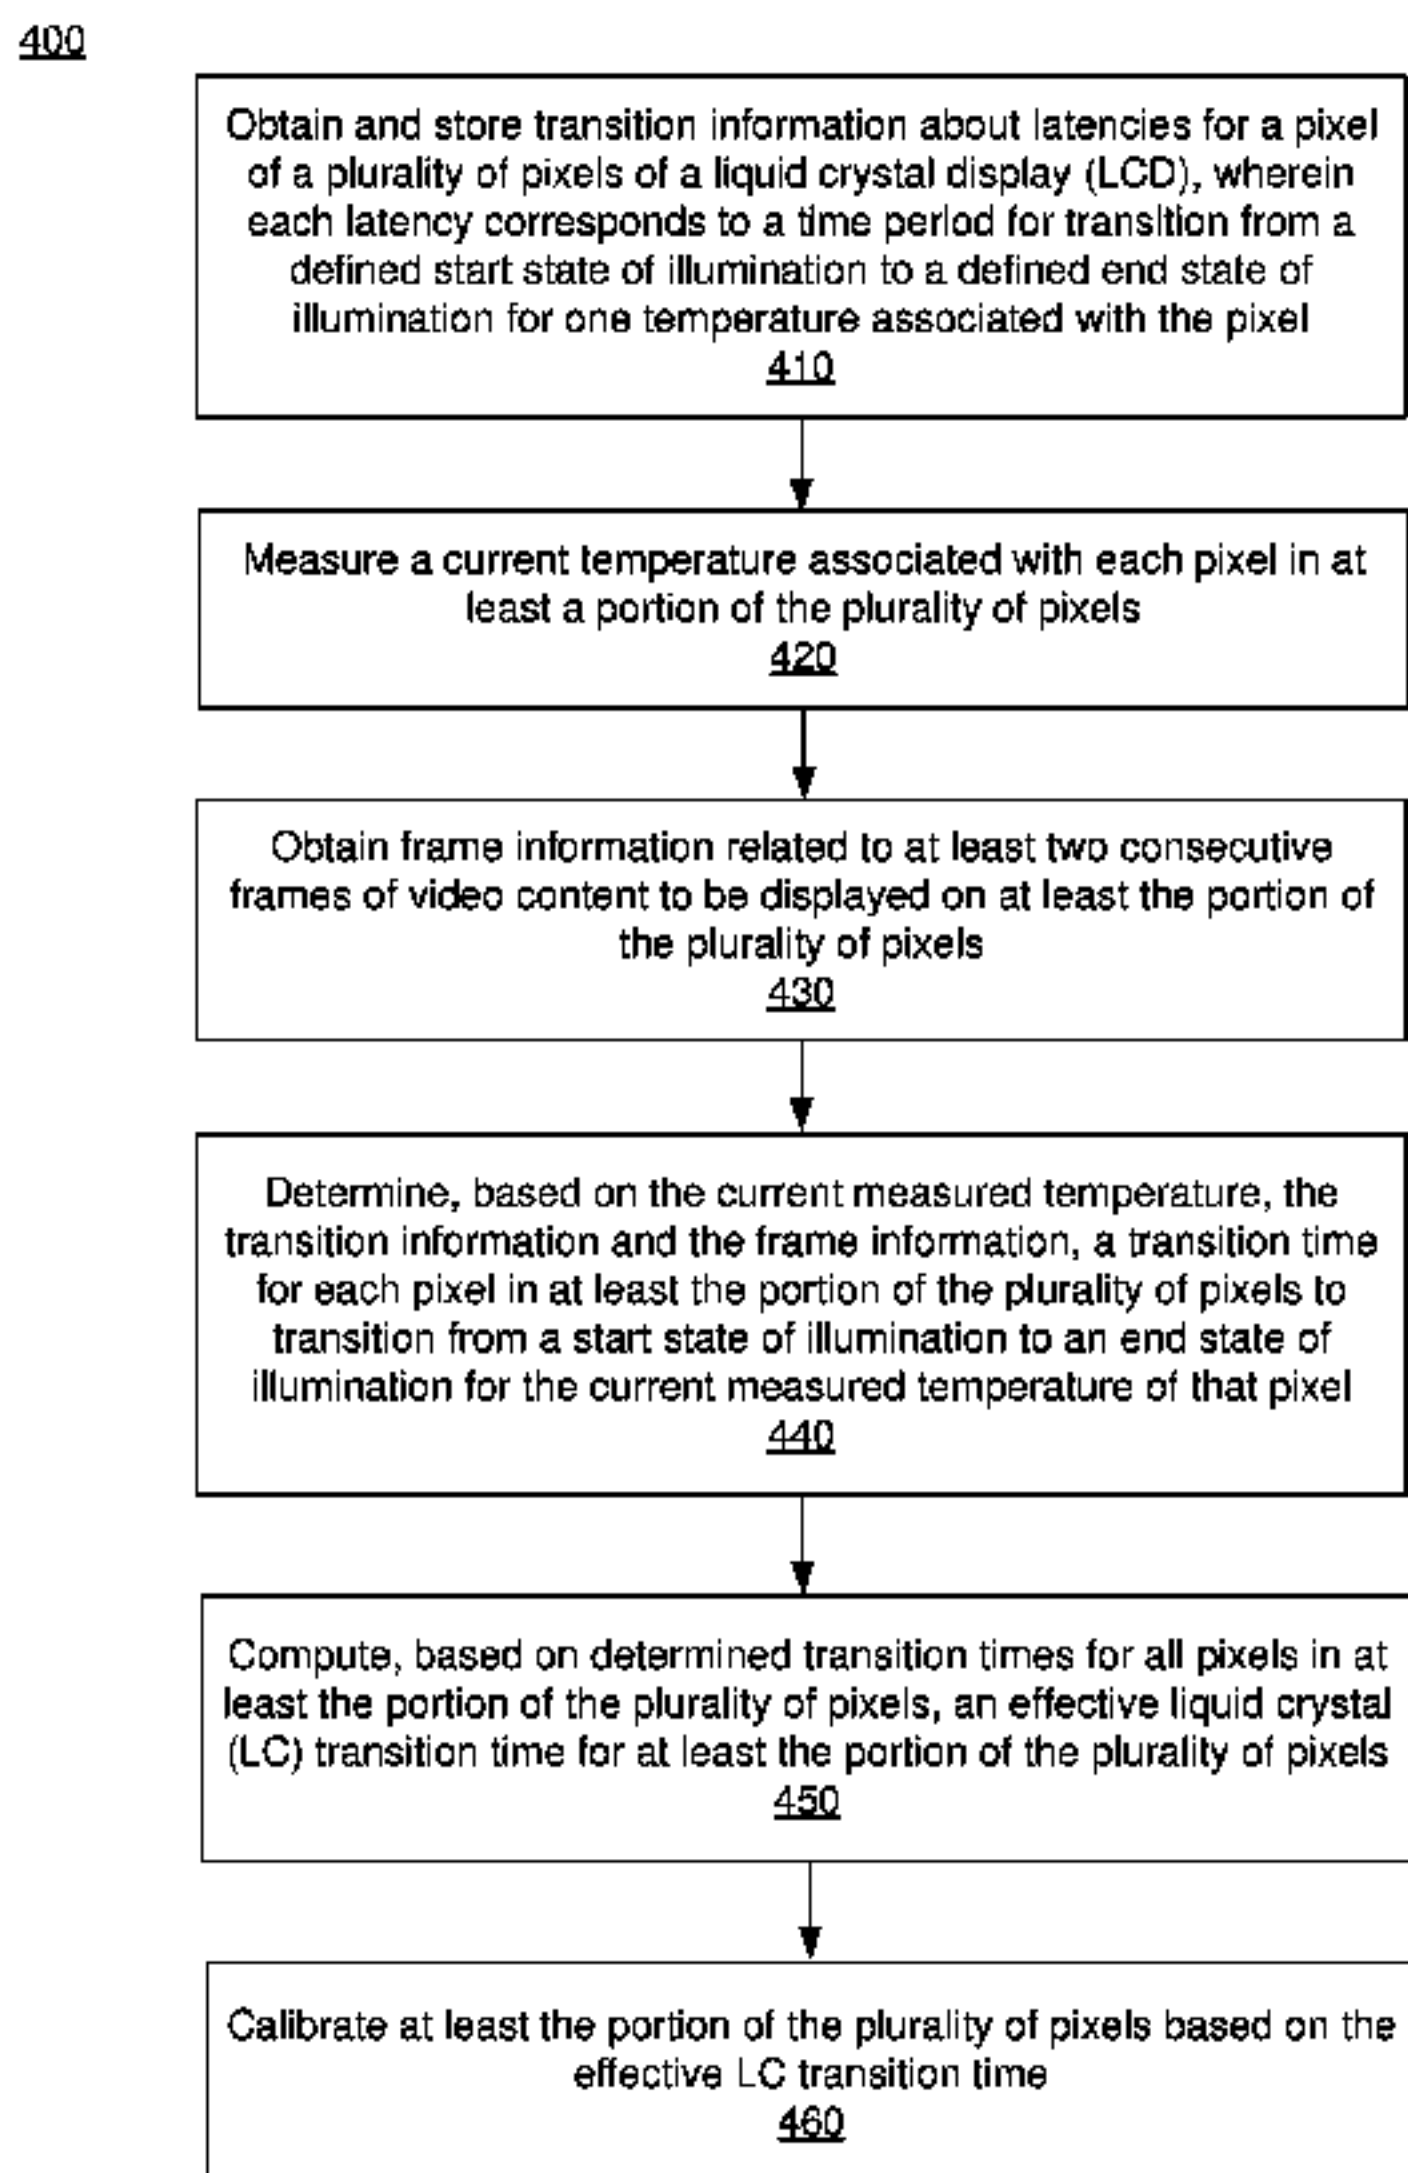 400
Obtain and store transition information about latencies for a pixel
of a plurality of pixels of a liquid crystal display (LCD), wherein
each latency corresponds to a time period for transition from a
defined start state of illumination to a defined end state of
illumination for one temperature associated with the pixel
410
Measure a current temperature associated with each pixel in at
least a portion of the plurality of pixels
420
Obtain frame information related to at least two consecutive
frames of video content to be displayed on at least the portion of
the plurality of pixels
430
Determine, based on the current measured temperature, the
transition information and the frame information, a transition time
for each pixel in at least the portion of the plurality of pixels to
transition from a start state of illumination to an end state of
illumination for the current measured temperature of that pixel
440
Compute, based on determined transition times for all pixels in at
least the portion of the plurality of pixels, an effective liquid crystal
(LC) transition time for at least the portion of the plurality of pixels
450
Calibrate at least the portion of the plurality of pixels based on the
effective LC transition time
460